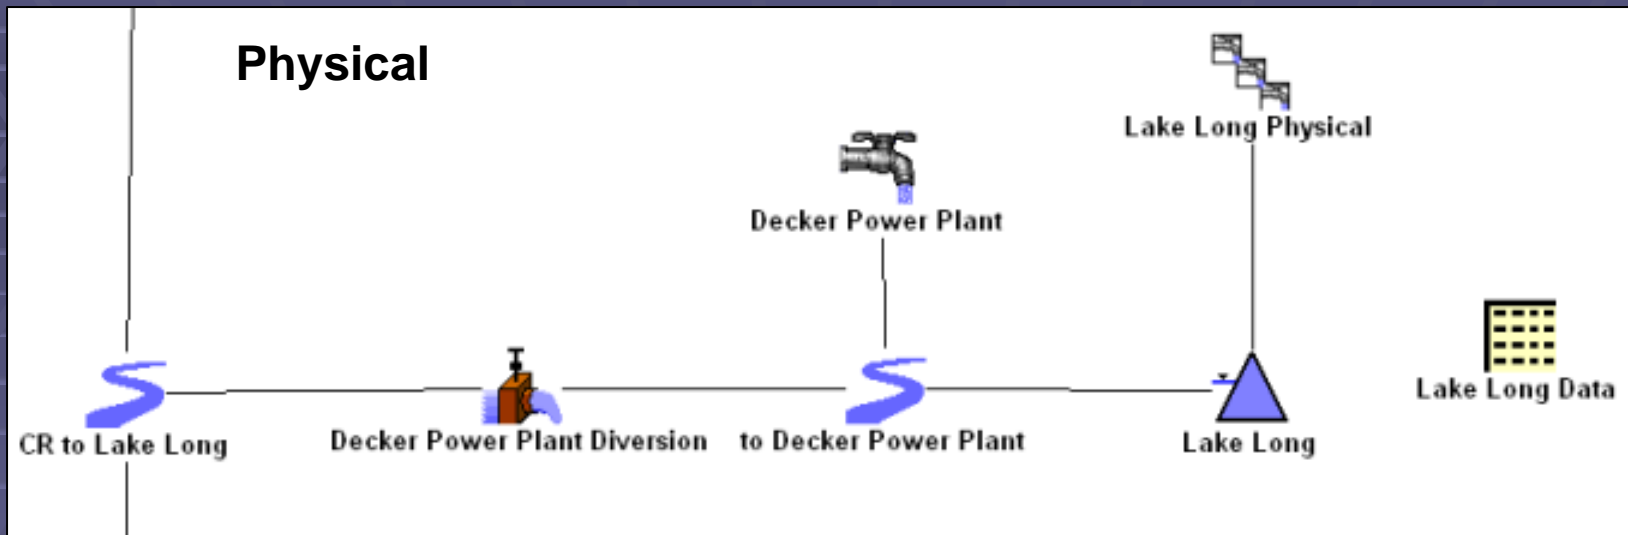 Physical
Lake Long Physical
Decker Power Plant
Lake Long Data
CR to Lake Long
Decker Power Plant Diversion
to Decker Power Plant
Lake Long